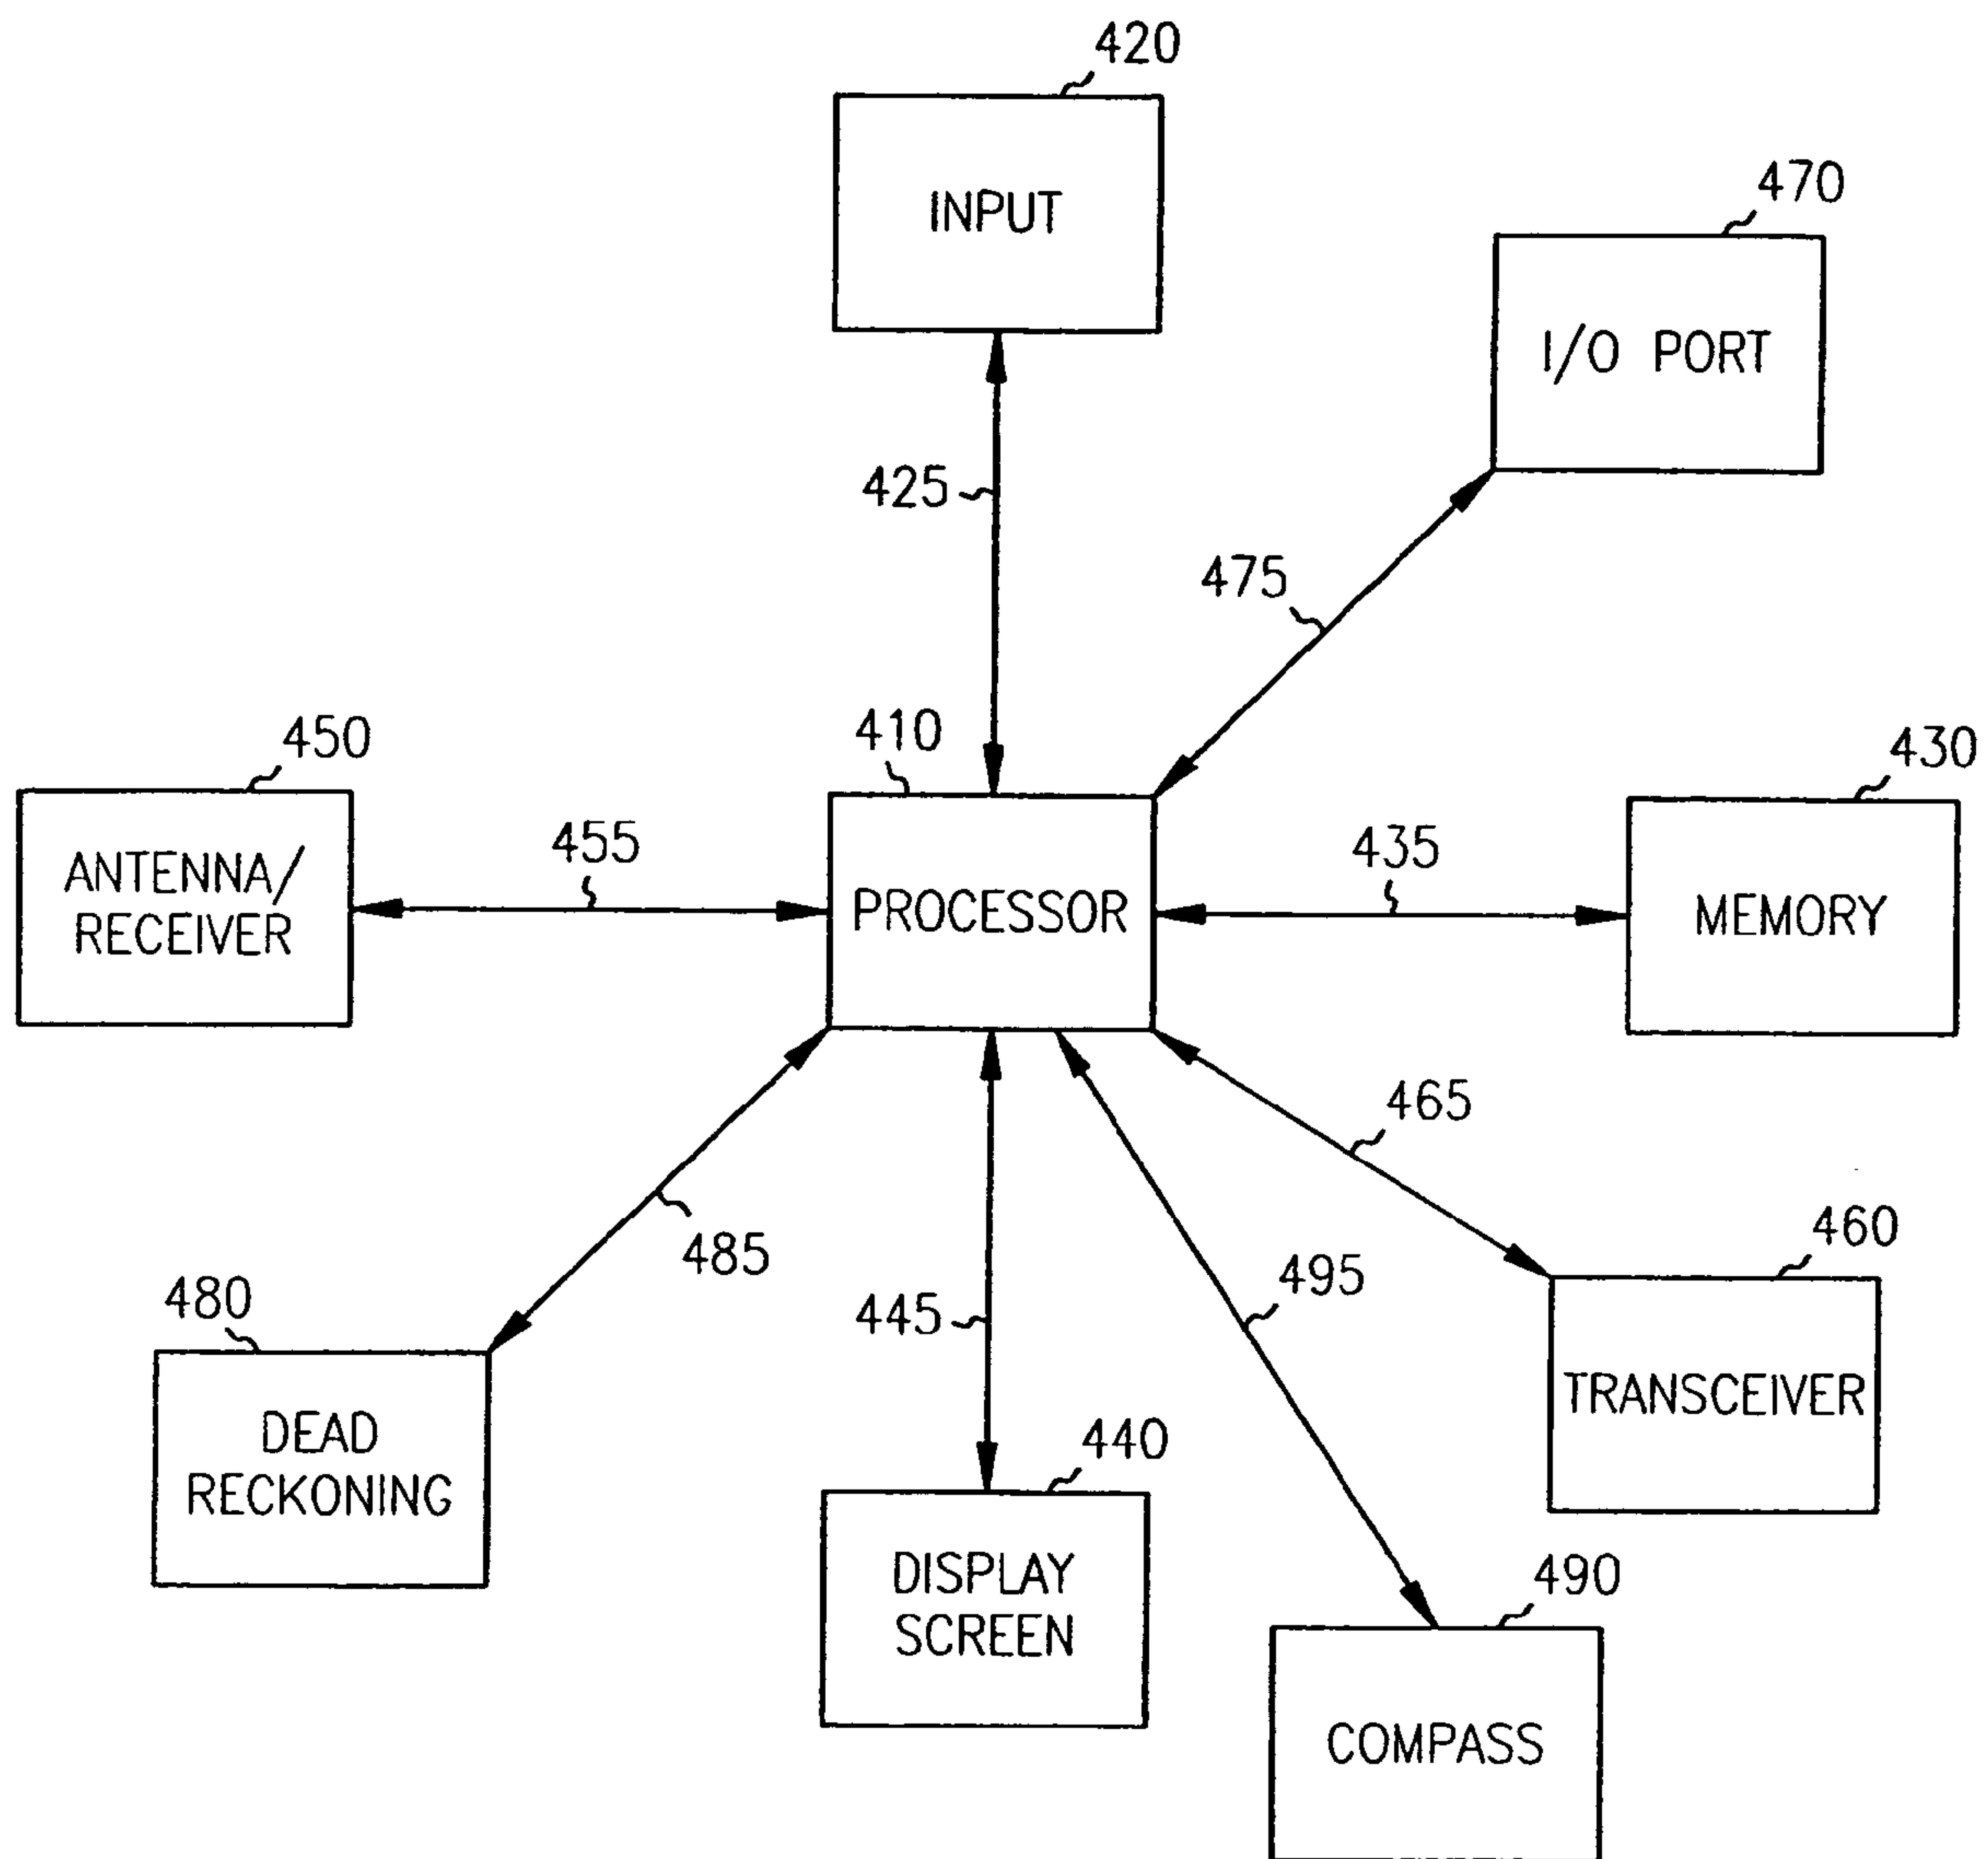 420
INPUT
470
I/O PORT
425
475
410
450
430
ANTENNA/
RECEIVER
455
PROCESSOR
435
MEMORY
465
485
460
480
445
495
TRANSCEIVER
DEAD
RECKONING
440
DISPLAY
SCREEN
490
COMPASS